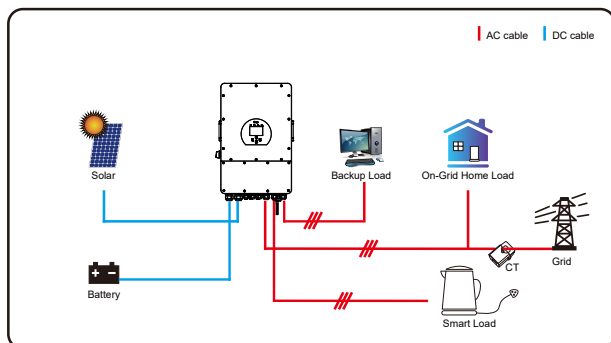 AC cable
DC cable
Solar
Backup Load
On-Grid Home Load
CT
Grid
Battery
Smart Load